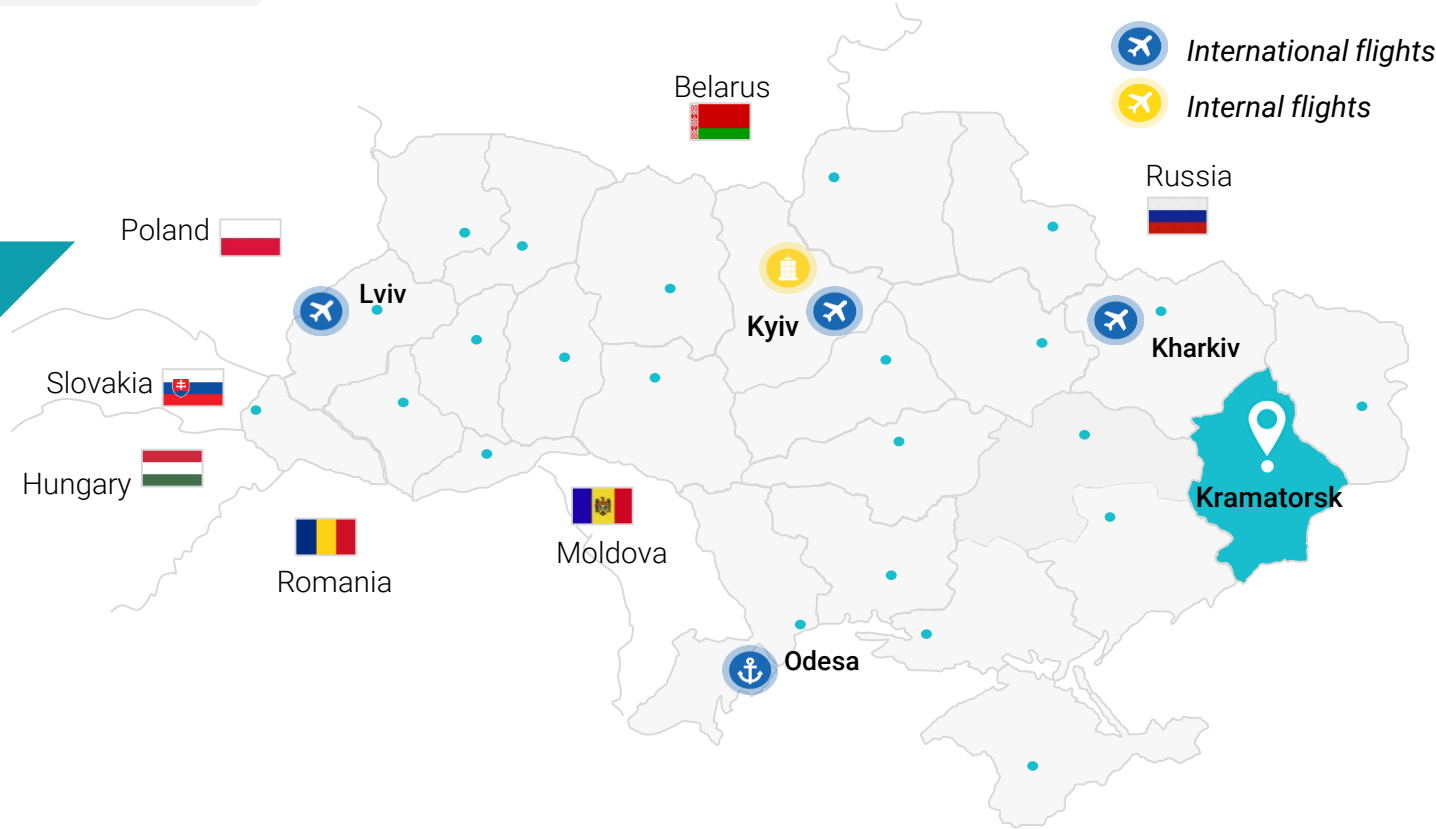 International flights
Internal flights
Belarus
Russia
Poland
Lviv
Kyiv
Kharkiv
Slovakia
Hungary
Kramatorsk
Moldova
Romania
Odesa